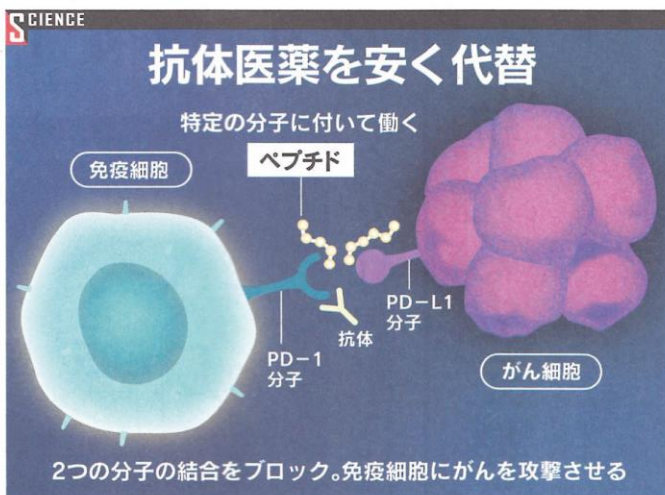 SCIENCE
抗体医薬を安く代替
特定の分子に付いて働く
ペプチド
免疫細胞
PD-L1
分子
抗体
PD-1
分子
がん細胞
2つの分子の結合をブロック。免疫細胞にがんを攻撃させる